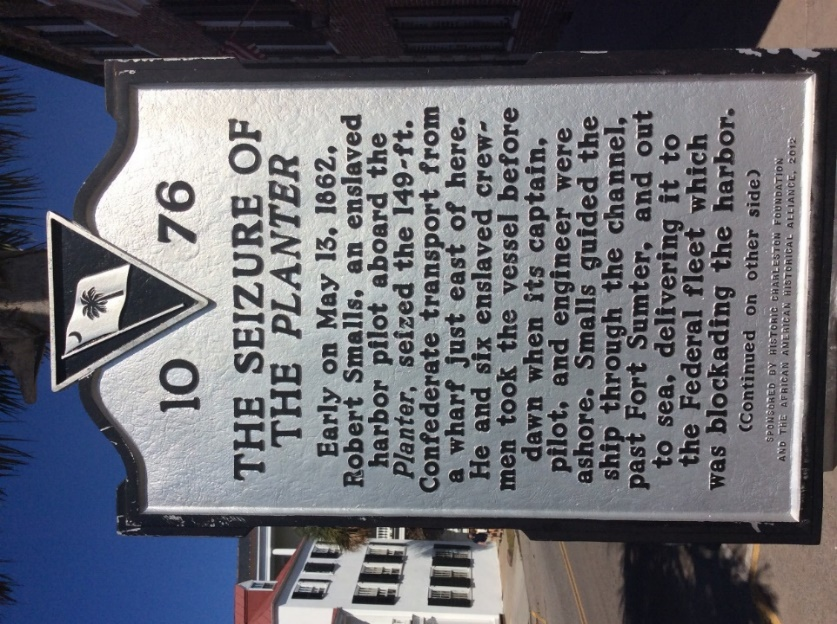 10 76
THE SEIZURE OF
THE PLANTER
Early on May 13, 1862,
Robert Smalls, an enslaved
harbor pilot aboard the
Planter, seized the 149-ft.
Confederate transport from
a wharf just east of here.
He and six enslaved crew-
men took the vessel before
dawn when its captain,
pilot, and engineer were
ashore. Smalls guided the
ship through the channel,
past Fort Sumter, and out
to sea, delivering it to
the Federal fleet which
was blockading the harbor.
(Continued on other side)
SPONSORED BY HISTORIC CHARLESTON FOUNDATION
AND THE AFRICAN AMERICAN HISTORICAL ALLIANCE, 2012